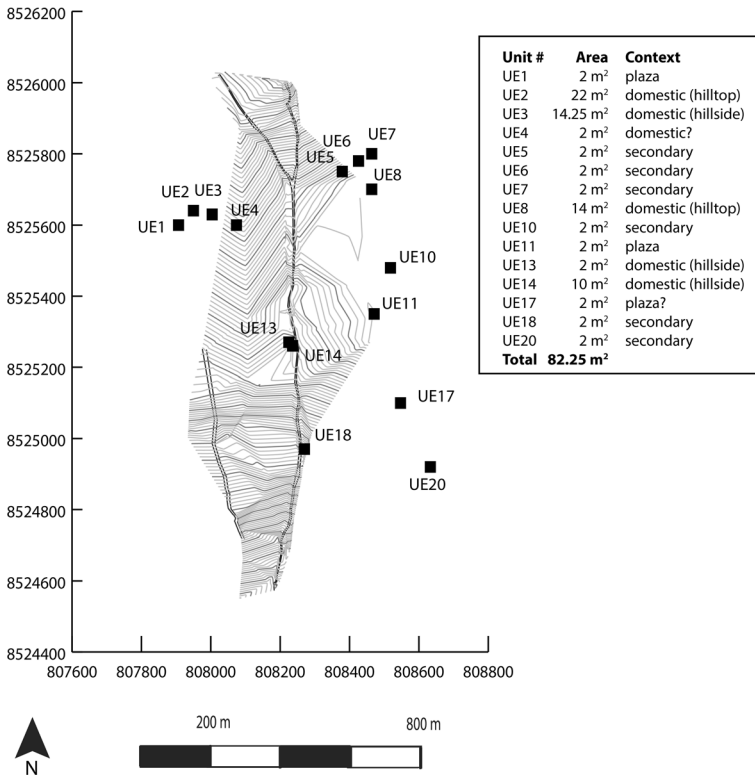 8526200
8526000
8525800
8525600
8525400
8525200
8525000
8524800
8524600
8524400
807600 807800 808000 808200 808400 808600 808800
UE7
UE6
UE5
UE8
UE2 UE3
UE1
UE4
UE10
UE11
UE13
UE14
UE17
UE18
UE20
Unit # Area Context
UE1 2 m² plaza
UE2 22 m² domestic (hilltop)
UE3 14.25 m² domestic (hillside)
UE4 2 m² domestic?
UE5 2 m² secondary
UE6 2 m² secondary
UE7 2 m² secondary
UE8 14 m² domestic (hilltop)
UE10 2 m² secondary
UE11 2 m² plaza
UE13 2 m² domestic (hillside)
UE14 10 m² domestic (hillside)
UE17 2 m² plaza?
UE18 2 m² secondary
UE20 2 m² secondary
Total 82.25 m²
N
200 m 800 m